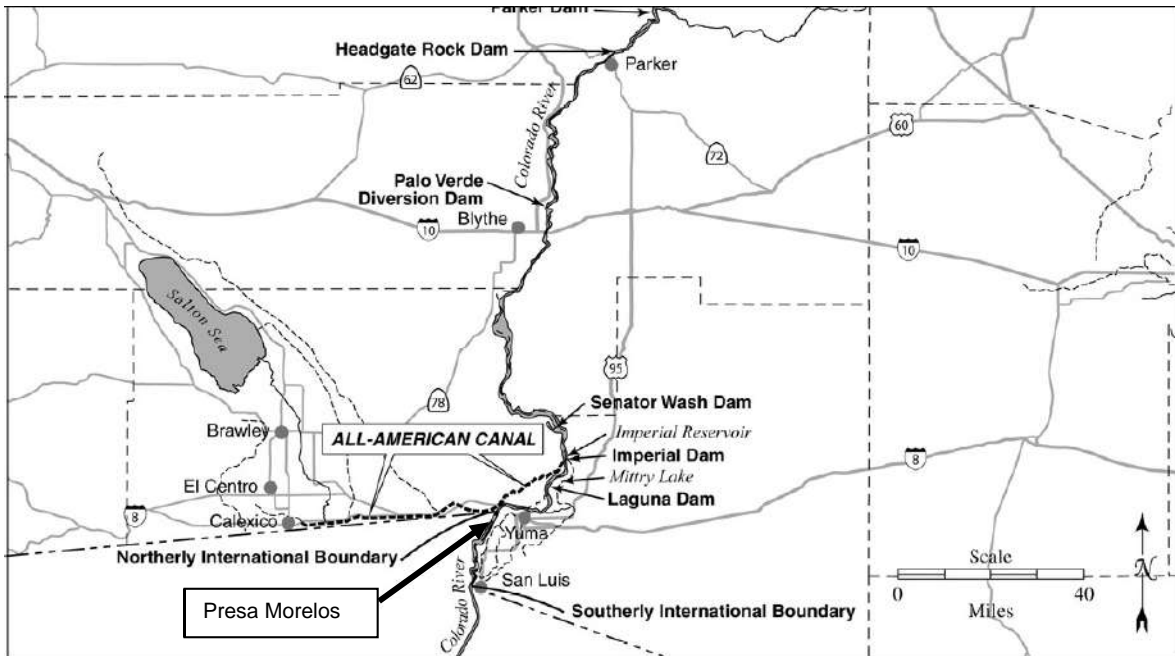 Parker Dam
Headgate Rock Dam
Parker
62
Colorado River
60
72
Palo Verde
Diversion Dam
Blythe
10
10
Salton Sea
95
78
Senator Wash Dam
Brawley
ALL-AMERICAN CANAL
Imperial Reservoir
Imperial Dam
8
Mittry Lake
El Centro
Laguna Dam
8
Calexico
Yuma
Northerly International Boundary
Scale
N
San Luis
0
40
Presa Morelos
Colorado River
Southerly International Boundary
Miles